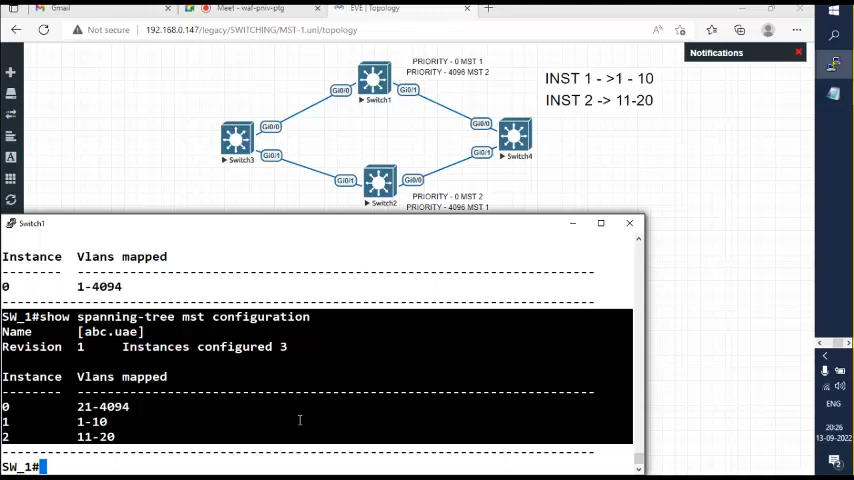 Gmail
Meet - waf-pniv-ptg
EVE | Topology
Not secure
192.168.0.147/legacy/SWITCHING/MST-1.unl/topology
Notifications
PRIORITY - 0 MST 1
PRIORITY - 4096 MST 2
INST 1 - >1 - 10
INST 2 -> 11-20
Gi0/0
Gi0/1
Switch1
Gi0/0
Gi0/0
Switch3
Switch4
Gi0/1
Gi0/1
Gi0/1
Gi0/0
Switch2
PRIORITY - 0 MST 2
PRIORITY - 4096 MST 1
Switch1
Instance  Vlans mapped
--------  ---------------------------------------------------------------------
0         1-4094
-------------------------------------------------------------------------------
SW_1#show spanning-tree mst configuration
Name      [abc.uae]
Revision  1     Instances configured 3
Instance  Vlans mapped
--------  ---------------------------------------------------------------------
0         21-4094
1         1-10
2         11-20
-------------------------------------------------------------------------------
SW_1#
ENG
20:26
13-09-2022
2